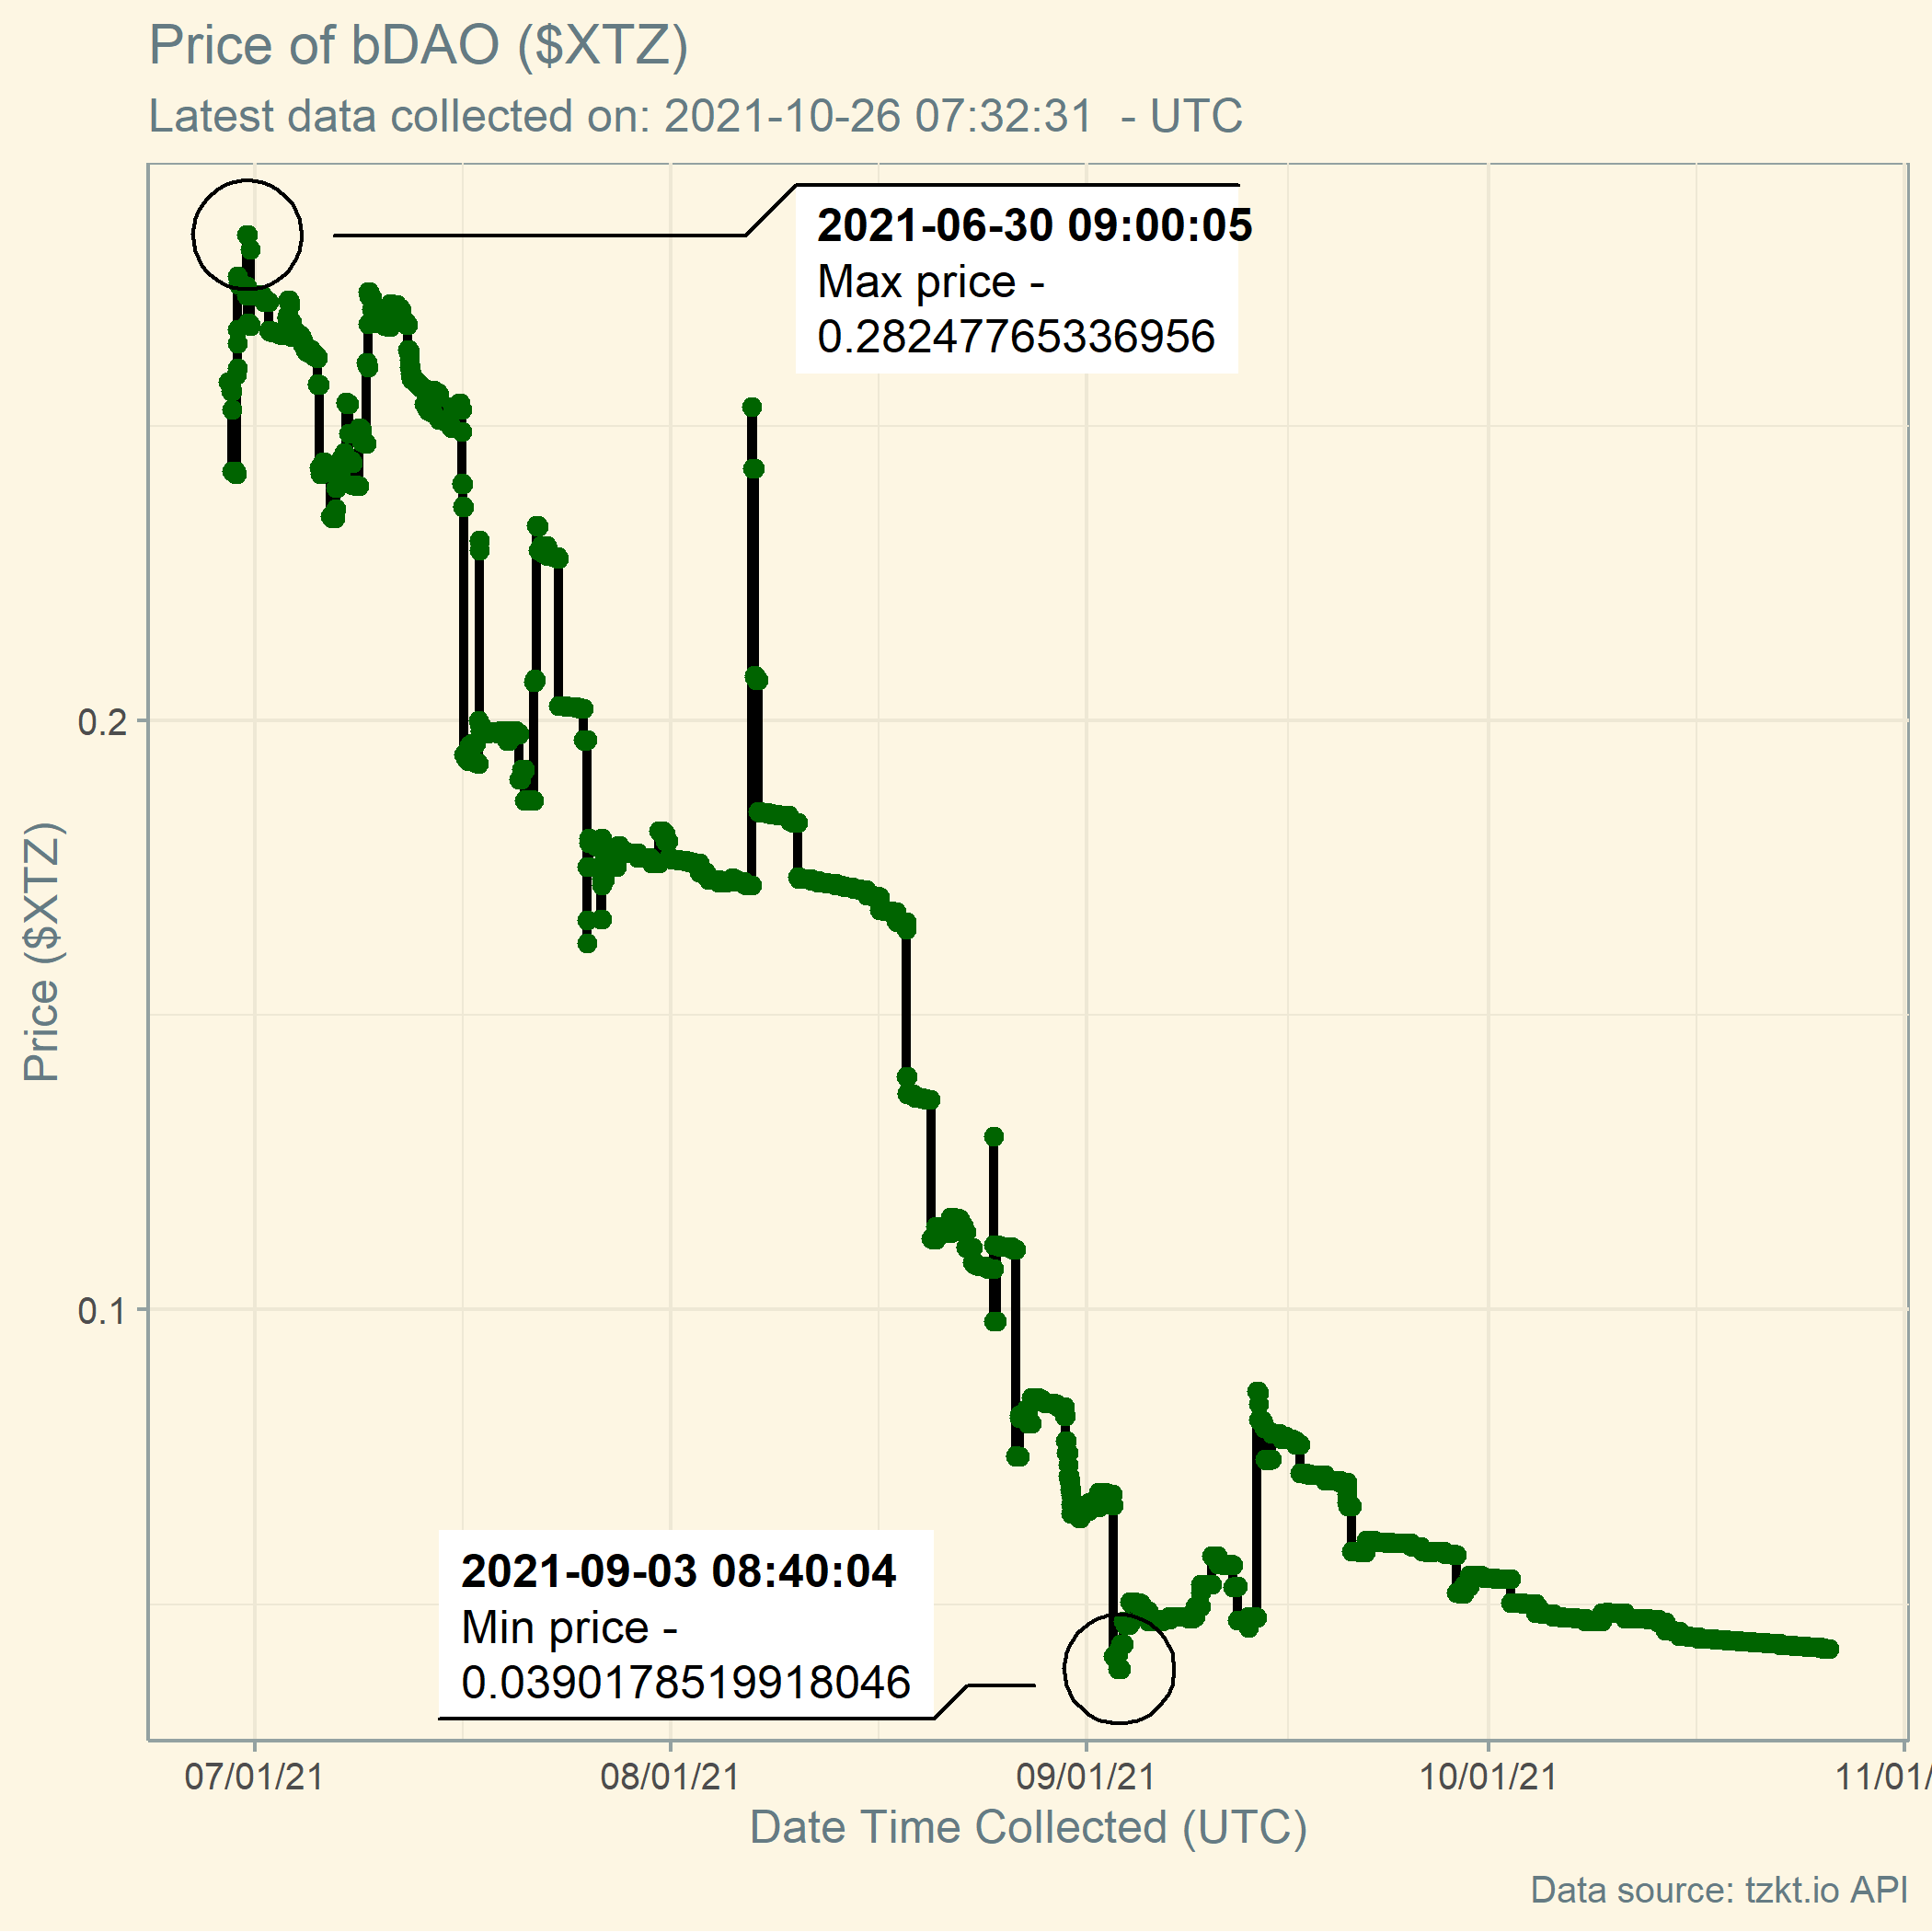 Price of bDAO ($XTZ)
Latest data collected on: 2021-10-26 07:32:31  - UTC
2021-06-30 09:00:05
Max price -
0.28247765336956
0.2
Price ($XTZ)
0.1
2021-09-03 08:40:04
Min price -
0.0390178519918046
07/01/21
08/01/21
09/01/21
10/01/21
11/01/
Date Time Collected (UTC)
Data source: tzkt.io API